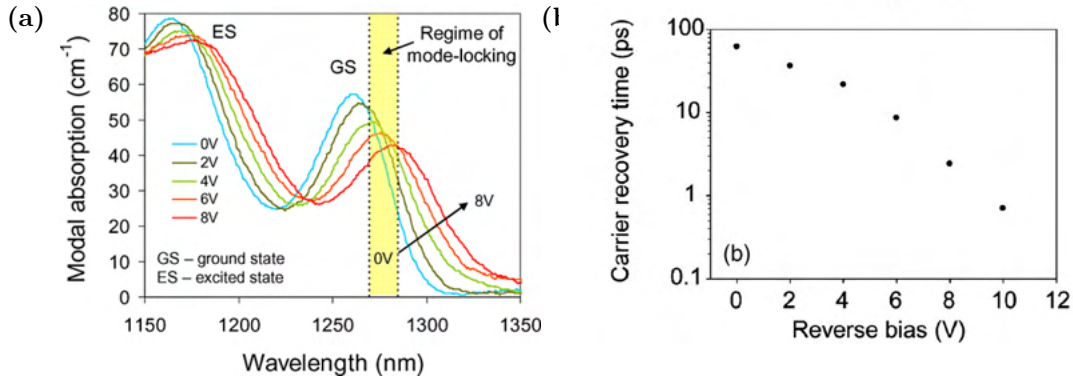 (a)
ES
GS
Regime of
mode-locking
Modal absorption (cm⁻¹)
80
70
60
50
40
30
20
10
0
0V
2V
4V
6V
8V
GS – ground state
ES – excited state
0V
8V
1150 1200 1250 1300 1350
Wavelength (nm)
Carrier recovery time (ps)
100
10
1
0.1
(b)
0 2 4 6 8 10 12
Reverse bias (V)